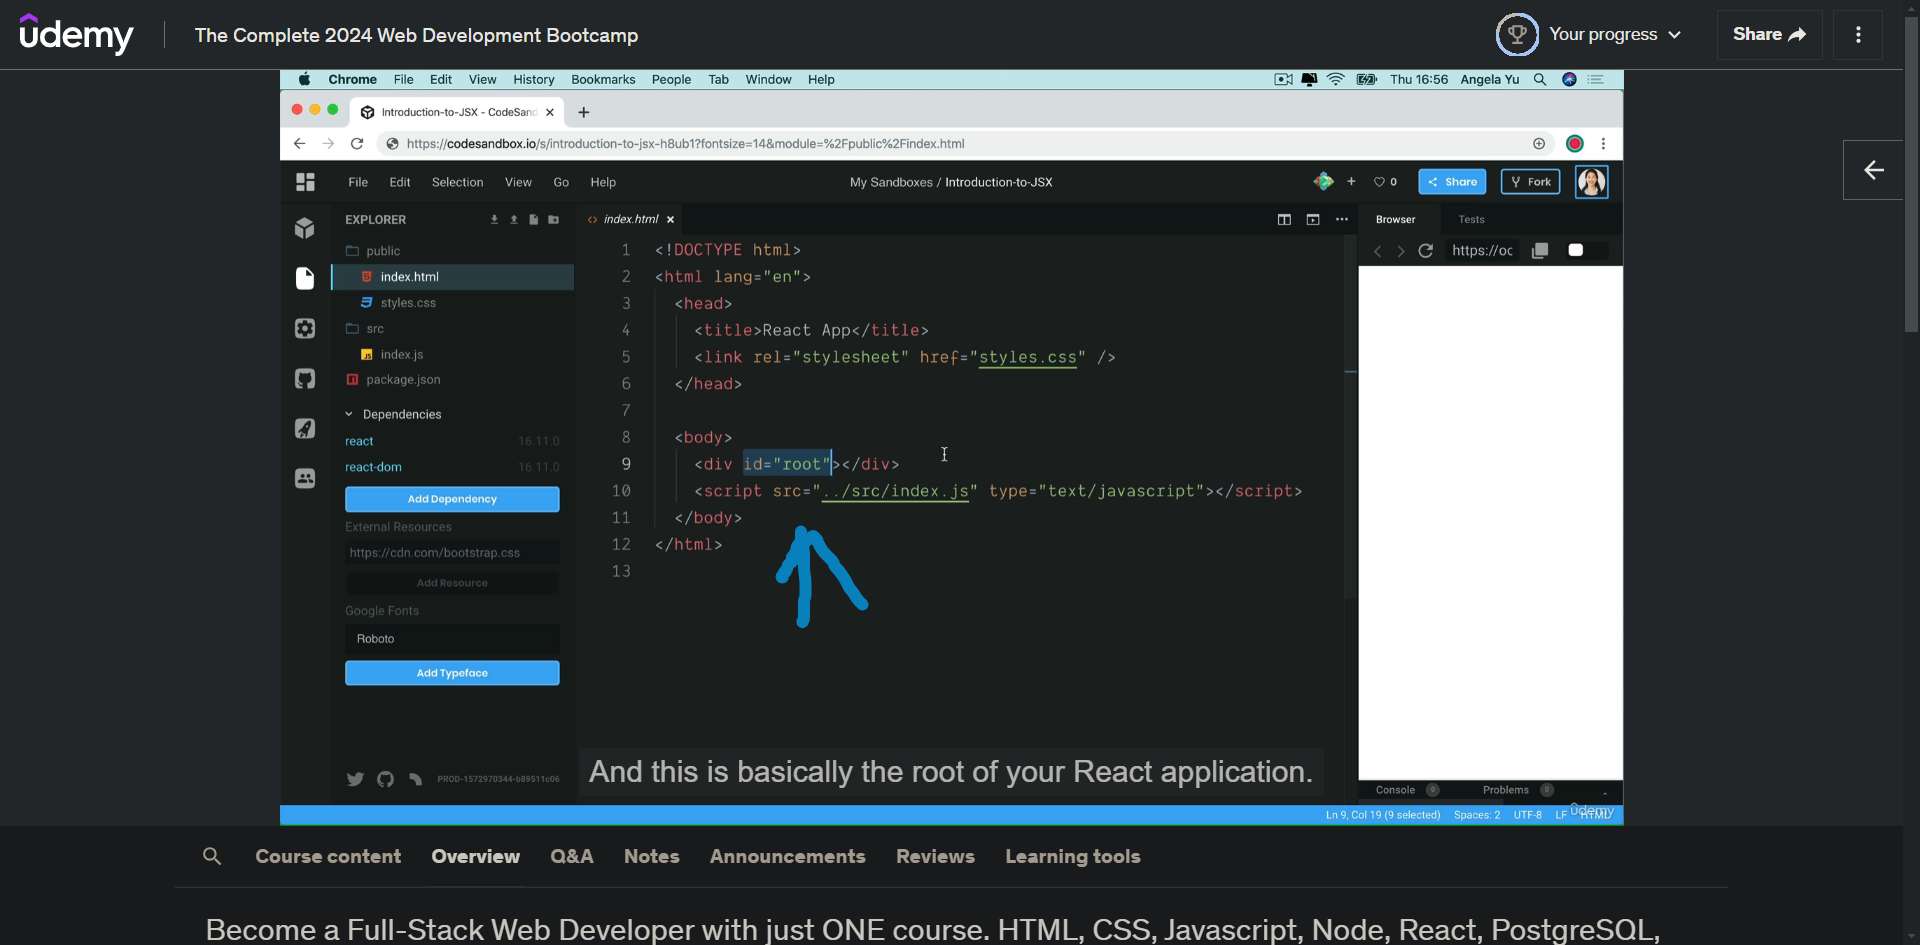 ûdemy
The Complete 2024 Web Development Bootcamp
Your progress
Share
Chrome File Edit View History Bookmarks People Tab Window Help
Thu 16:56 Angela Yu
Introduction-to-JSX - CodeSand
https://codesandbox.io/s/introduction-to-jsx-h8ub1?fontsize=14&module=%2Fpublic%2Findex.html
File Edit Selection View Go Help
My Sandboxes / Introduction-to-JSX
0
Share
Fork
EXPLORER
public
index.html
styles.css
src
index.js
package.json
Dependencies
react 16.11.0
react-dom 16.11.0
Add Dependency
External Resources
https://cdn.com/bootstrap.css
Add Resource
Google Fonts
Roboto
Add Typeface
PROD-1572970344-b89511c06
index.html
1 <!DOCTYPE html>
2 <html lang="en">
3 <head>
4 <title>React App</title>
5 <link rel="stylesheet" href="styles.css" />
6 </head>
7
8 <body>
9 <div id="root"></div>
10 <script src="../src/index.js" type="text/javascript"></script>
11 </body>
12 </html>
13
Browser Tests
https://oc
And this is basically the root of your React application.
Console 0 Problems 0
ûdemy
Ln 9, Col 19 (9 selected) Spaces: 2 UTF-8 LF HTML
Course content Overview Q&A Notes Announcements Reviews Learning tools
Become a Full-Stack Web Developer with just ONE course. HTML, CSS, Javascript, Node, React, PostgreSQL,